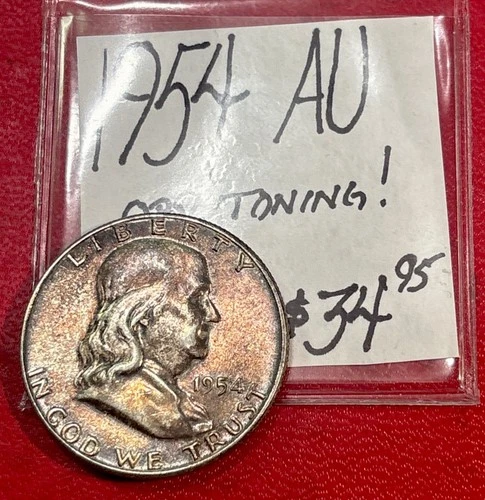 1954 AU
TONING!
$34.95
LIBERTY
1954
IN GOD WE TRUST